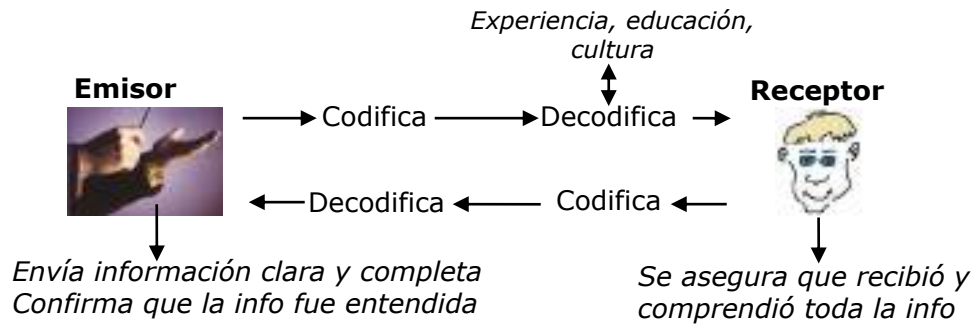 Experiencia, educación,
cultura
Emisor
Receptor
Codifica
Decodifica
Decodifica
Codifica
Envía información clara y completa
Confirma que la info fue entendida
Se asegura que recibió y
comprendió toda la info